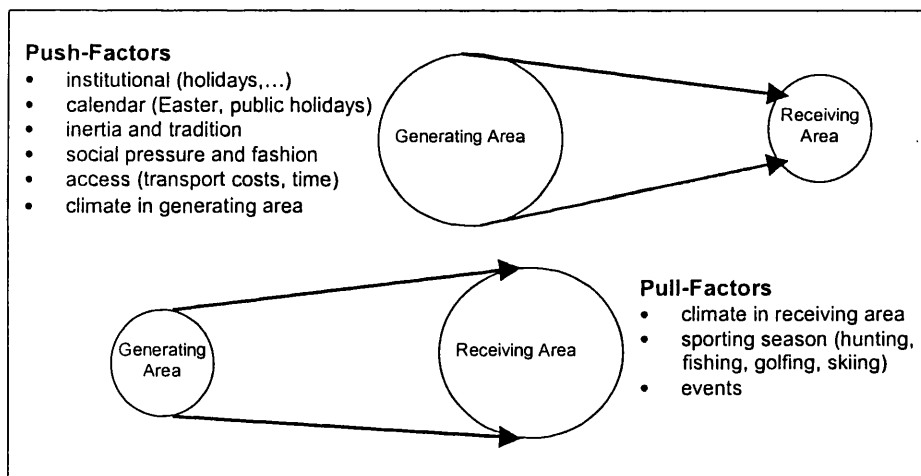 Push-Factors
• institutional (holidays,...)
• calendar (Easter, public holidays)
• inertia and tradition
• social pressure and fashion
• access (transport costs, time)
• climate in generating area
Generating Area
Receiving
Area
Generating
Area
Receiving Area
Pull-Factors
• climate in receiving area
• sporting season (hunting,
fishing, golfing, skiing)
• events